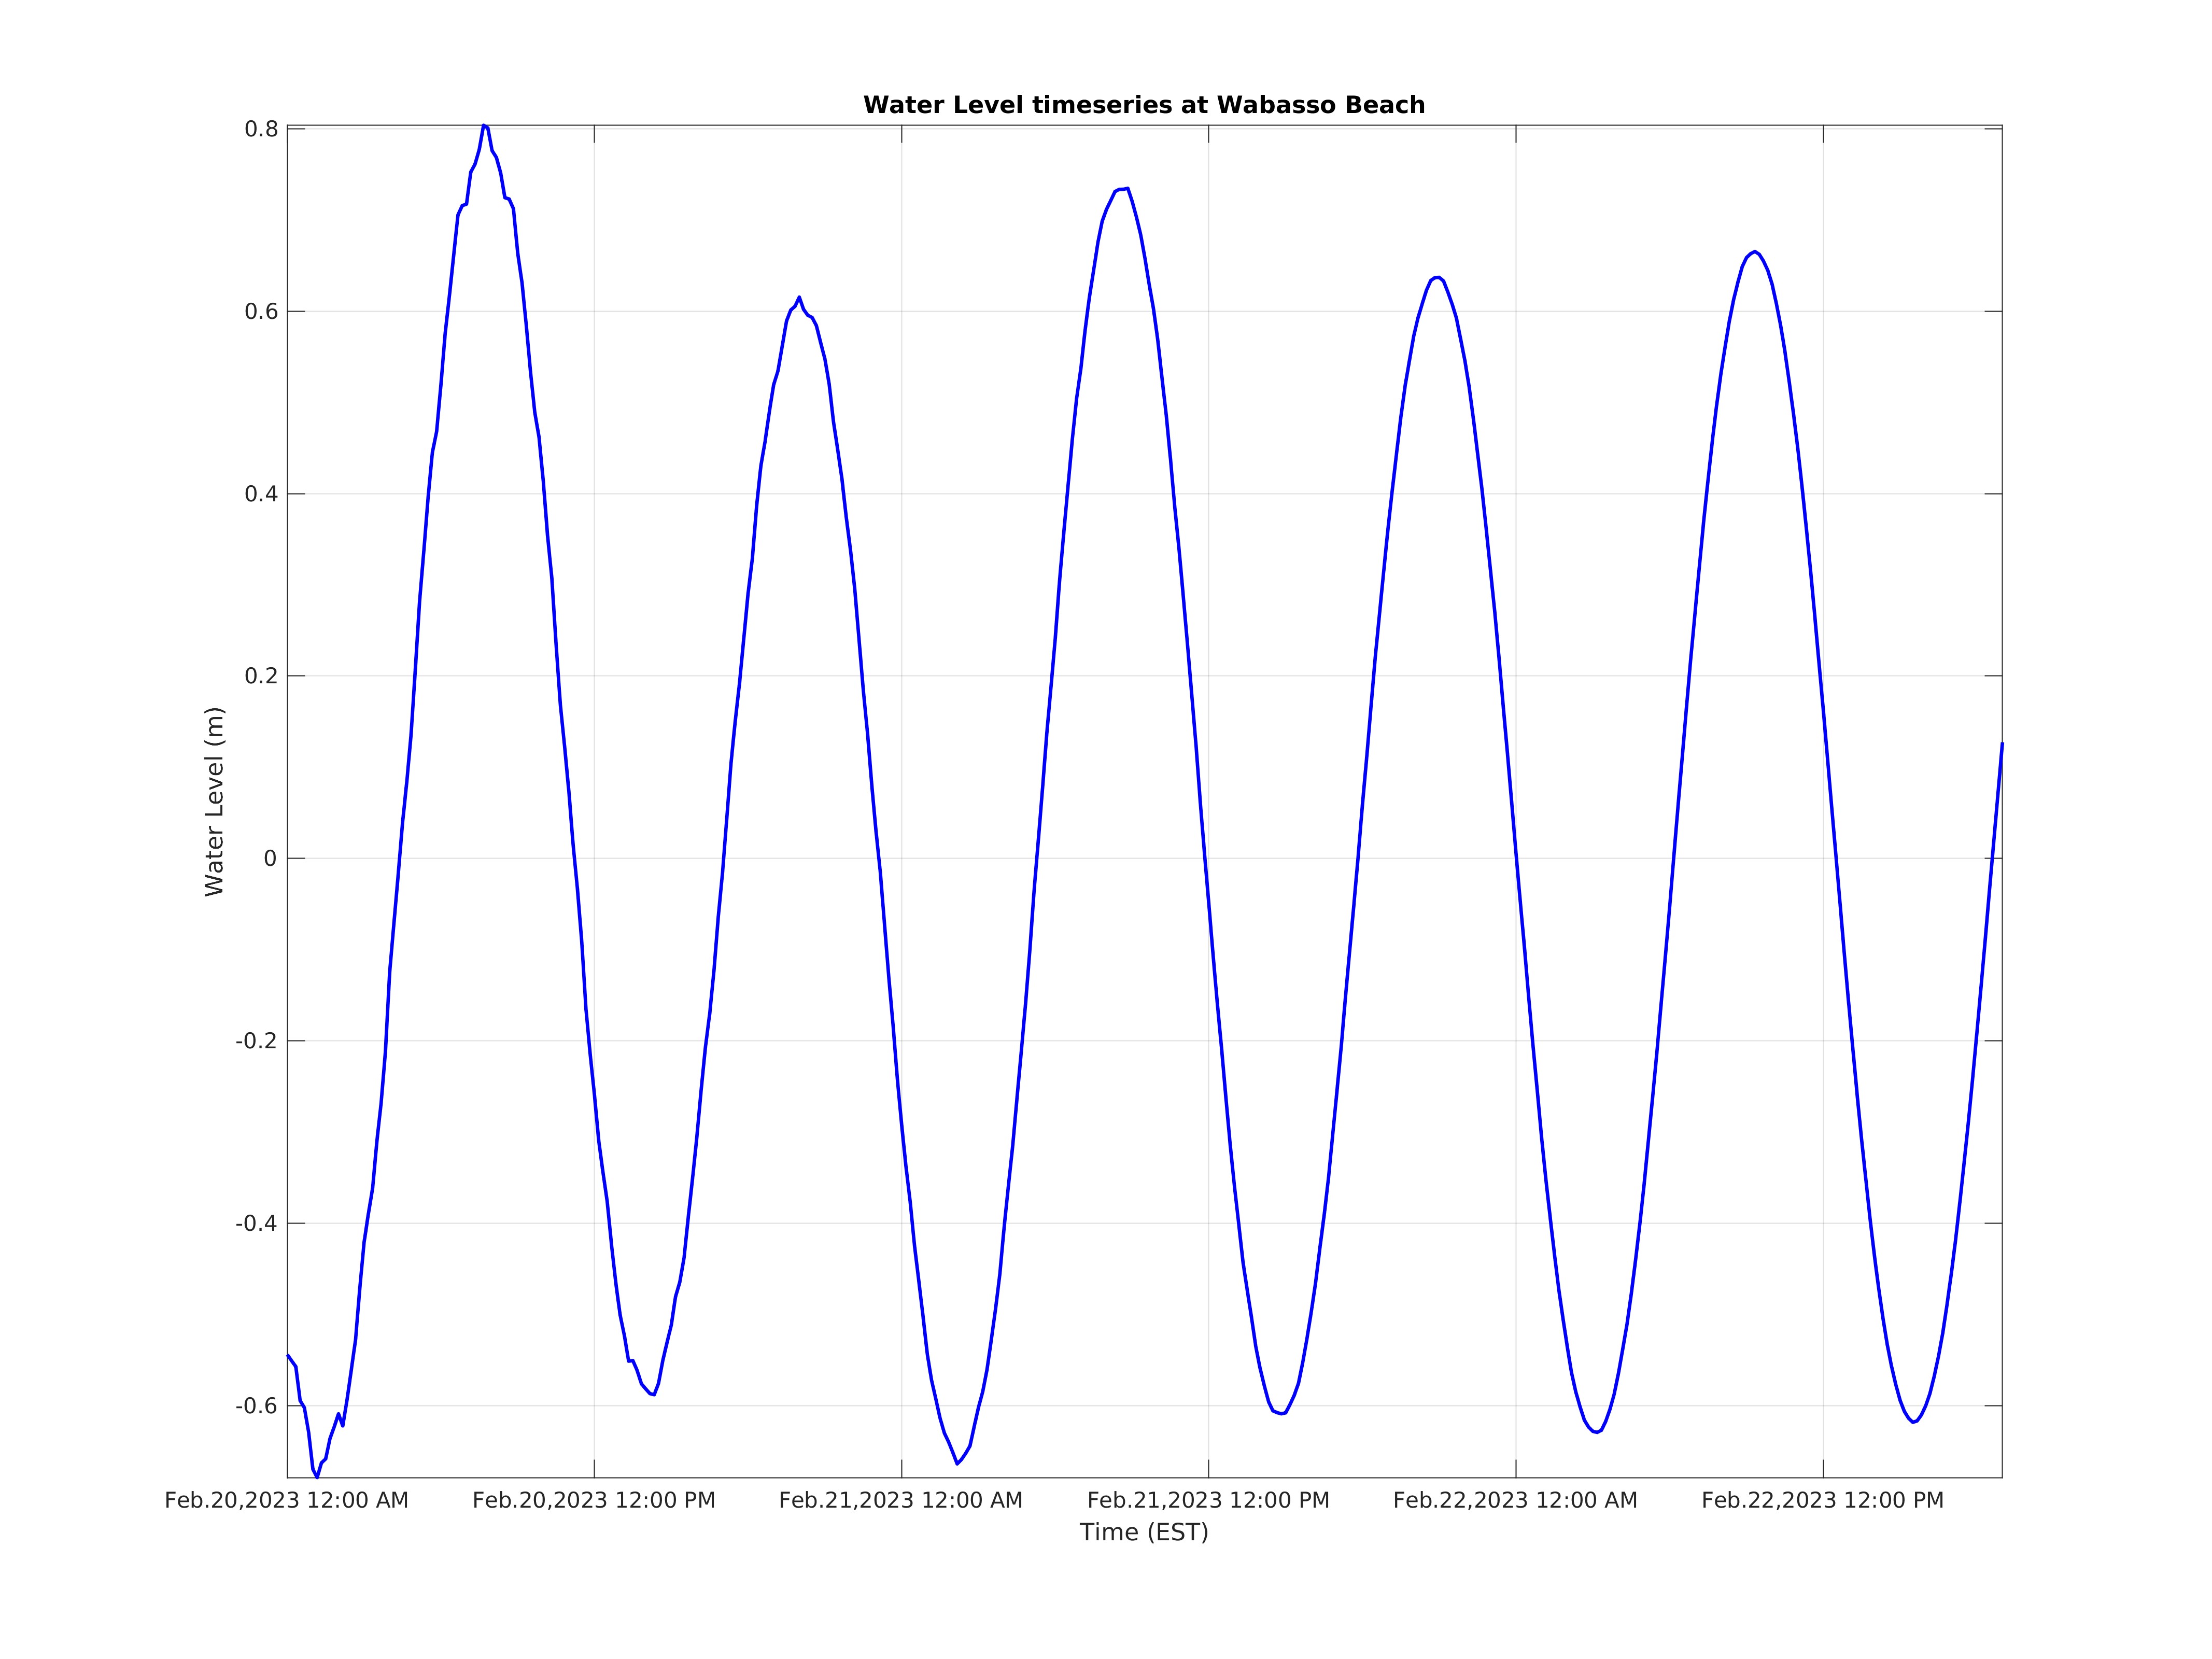 Water Level timeseries at Wabasso Beach
0.8
0.6
0.4
0.2
0
-0.2
-0.4
-0.6
Water Level (m)
Feb.20,2023 12:00 AM Feb.20,2023 12:00 PM Feb.21,2023 12:00 AM Feb.21,2023 12:00 PM Feb.22,2023 12:00 AM Feb.22,2023 12:00 PM
Time (EST)